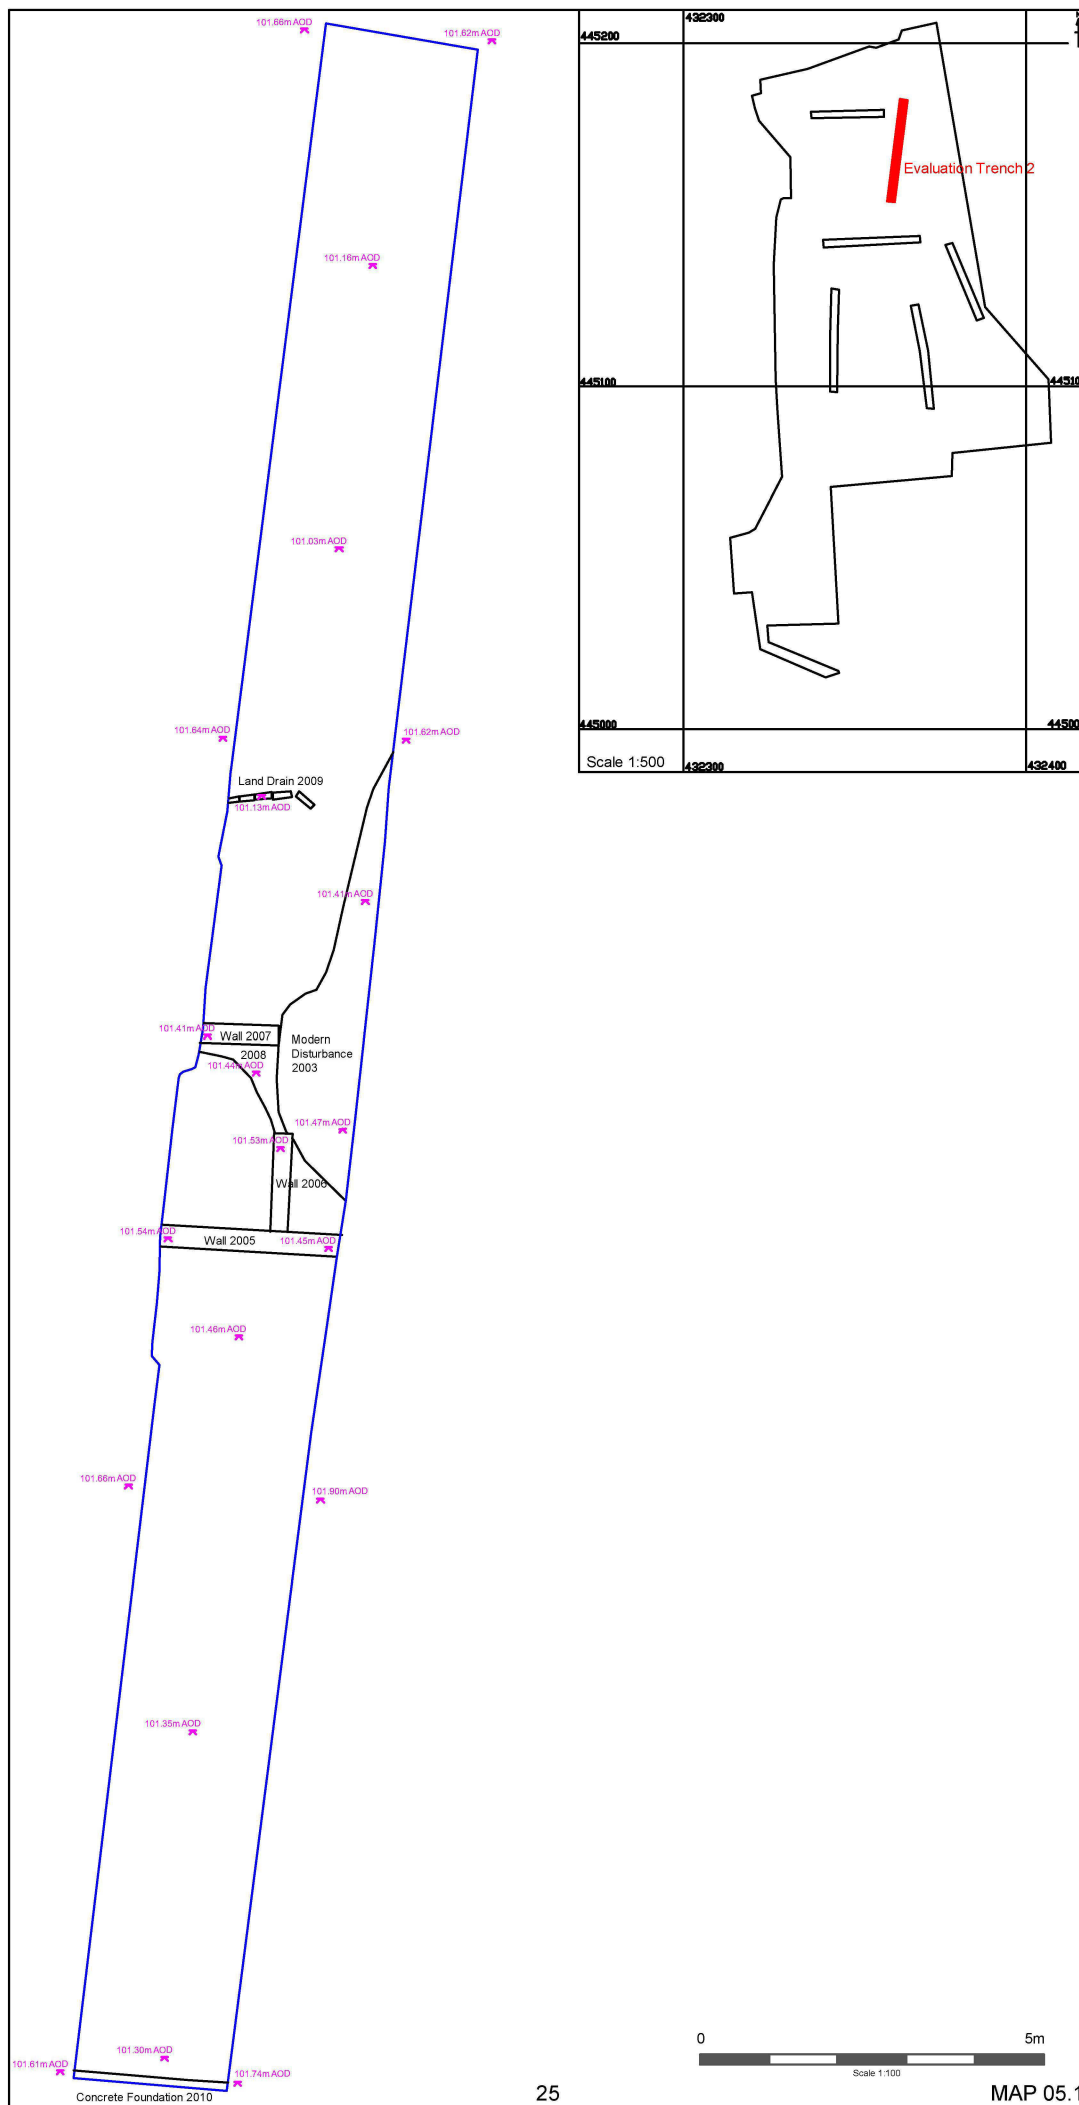 101.66m AOD
101.62m AOD
432300
445200
Evaluation Trench 2
101.16m AOD
445100
44510
101.03m AOD
101.64m AOD
101.62m AOD
445000
44500
Scale 1:500
432300
432400
Land Drain 2009
101.13m AOD
101.41m AOD
101.41m AOD
Wall 2007
2008
101.44m AOD
Modern
Disturbance
2003
101.47m AOD
101.53m AOD
Wall 2006
101.54m AOD
Wall 2005
101.45m AOD
101.46m AOD
101.66m AOD
101.90m AOD
101.35m AOD
101.30m AOD
101.61m AOD
101.74m AOD
Concrete Foundation 2010
0
5m
Scale 1:100
25
MAP 05.1